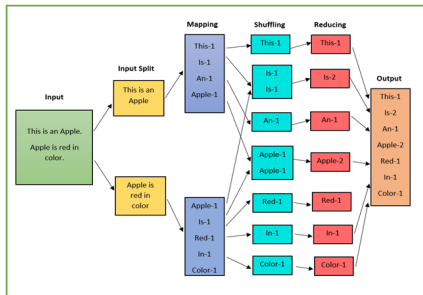 Mapping
Shuffling
Reducing
Input Split
Input
Output
This is an Apple.
Apple is red in
color.
This is an
Apple
Apple is
red in
color
This-1
Is-1
An-1
Apple-1
Apple-1
Is-1
Red-1
In-1
Color-1
This-1
Is-1
Is-1
An-1
Apple-1
Apple-1
Red-1
In-1
Color-1
This-1
Is-2
An-1
Apple-2
Red-1
In-1
Color-1
This-1
Is-2
An-1
Apple-2
Red-1
In-1
Color-1